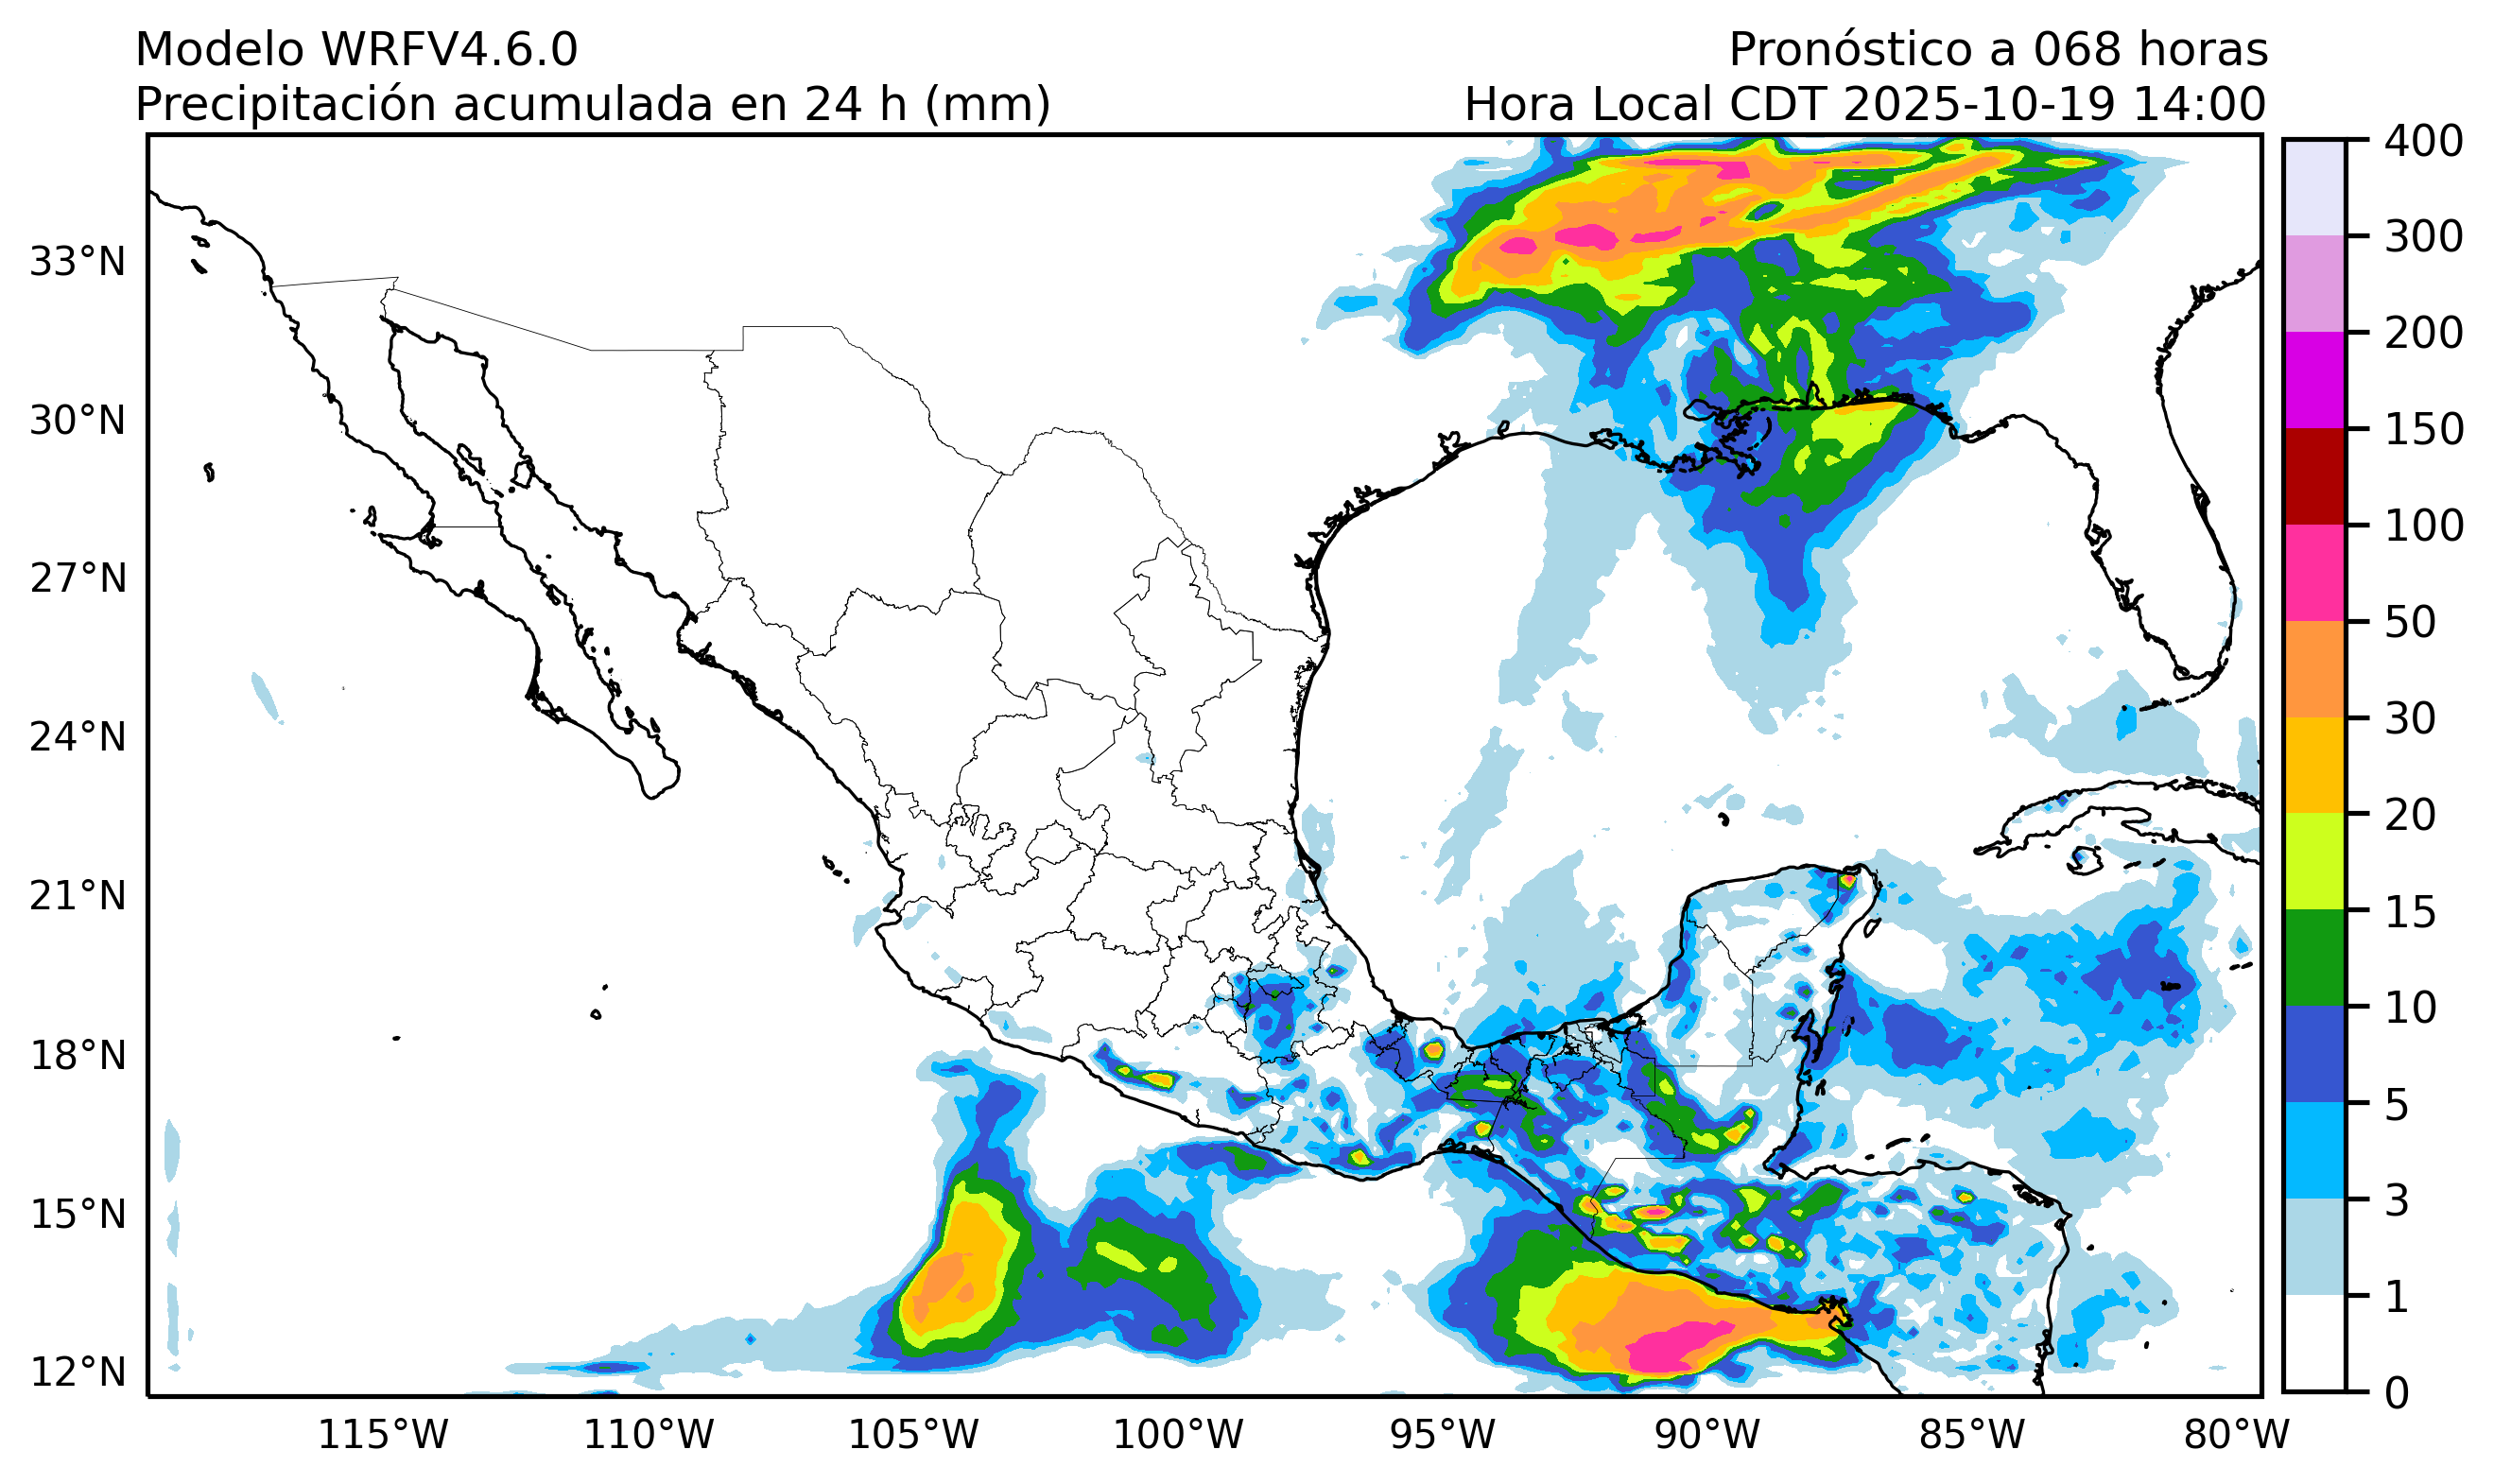 Modelo WRFV4.6.0
Pronóstico a 068 horas
Precipitación acumulada en 24 h (mm)
Hora Local CDT 2025-10-19 14:00
33°N
30°N
27°N
24°N
21°N
18°N
15°N
12°N
115°W
110°W
105°W
100°W
95°W
90°W
85°W
80°W
400
300
200
150
100
50
30
20
15
10
5
3
1
0